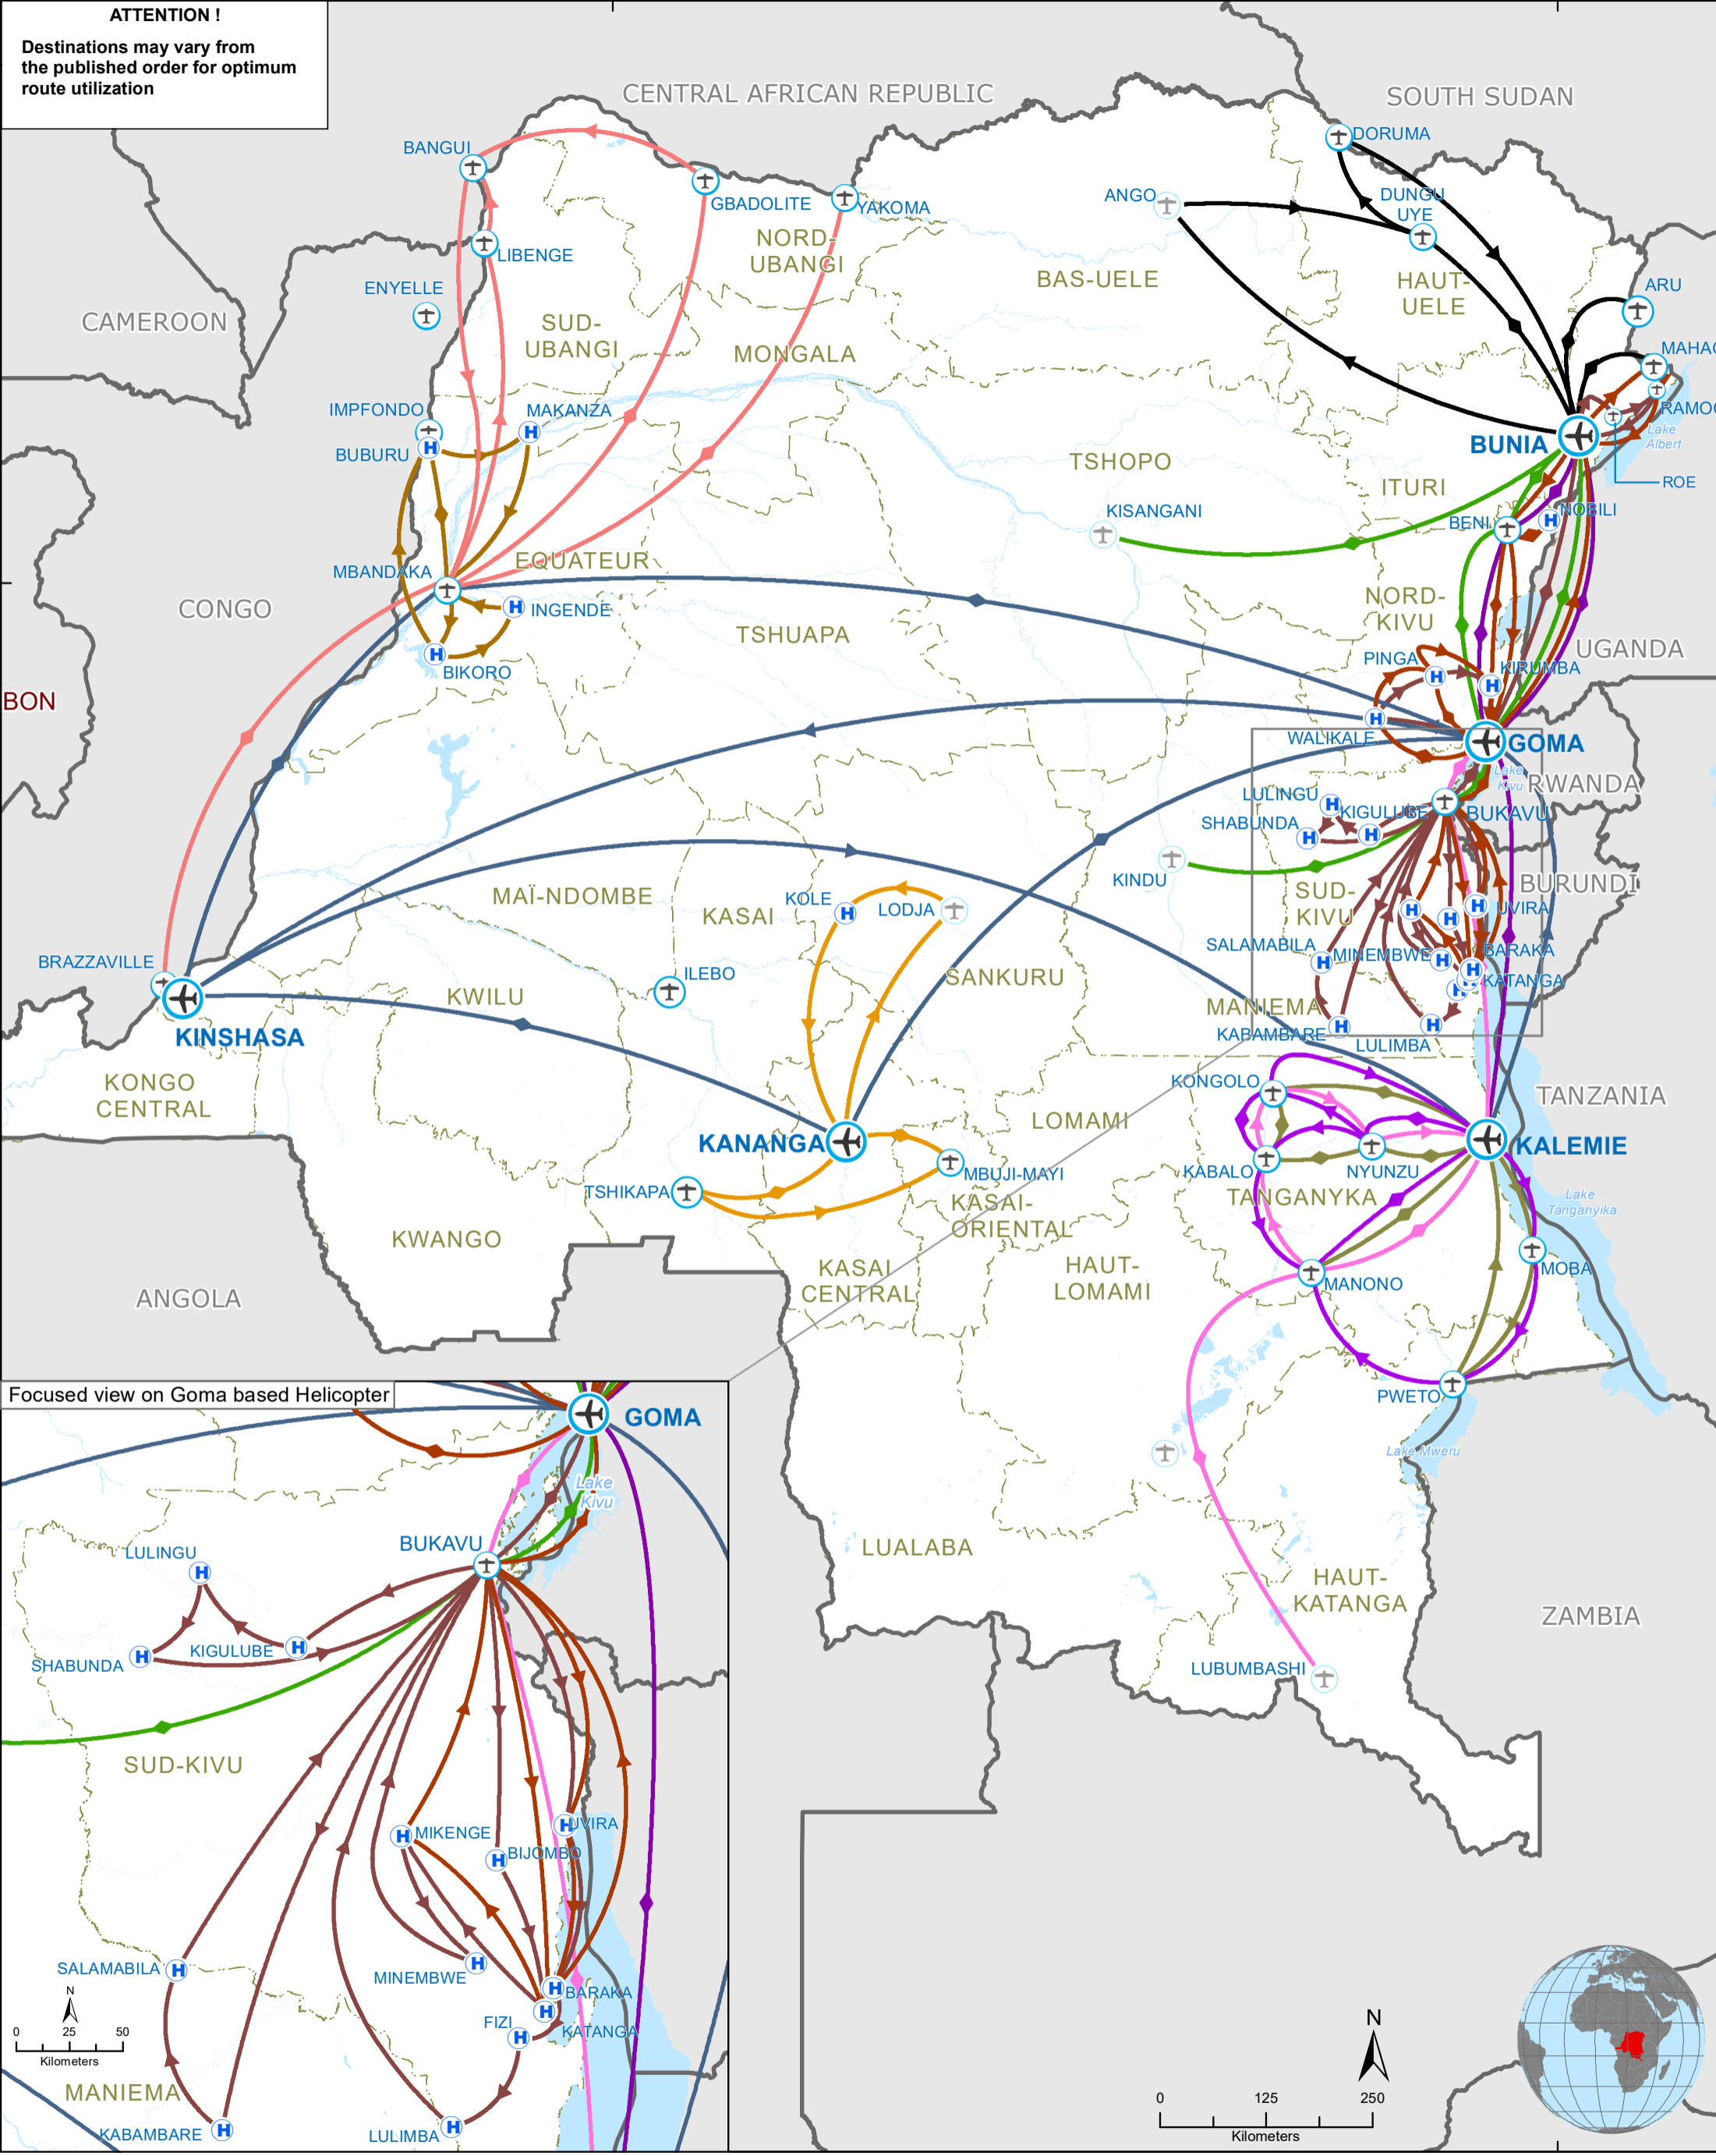 ATTENTION !
Destinations may vary from
the published order for optimum
route utilization
CENTRAL AFRICAN REPUBLIC
SOUTH SUDAN
DORUMA
BANGUI
GBADOLITE
YAKOMA
ANGO
DUNGU
UYE
LIBENGE
NORD-
UBANGI
BAS-UELE
HAUT-
UELE
ARU
ENYELLE
CAMEROON
SUD-
UBANGI
MONGALA
MAHAG
IMPFONDO
MAKANZA
RAMOG
BUBURU
BUNIA
Lake
Albert
TSHOPO
ITURI
ROE
KISANGANI
BENI
NOBILI
MBANDAKA
EQUATEUR
CONGO
INGENDE
NORD-
KIVU
TSHUAPA
UGANDA
BIKORO
PINGA
KIRUMBA
BON
WALIKALE
GOMA
Lake
Kivu
RWANDA
LULINGU
KIGULUBE
BUKAVU
SHABUNDA
KINDU
BURUNDI
MAÏ-NDOMBE
KASAI
KOLE
LODJA
SUD-
KIVU
UVIRA
SALAMABILA
MINEMBWE
BARAKA
BRAZZAVILLE
ILEBO
SANKURU
KATANGA
KWILU
MANIEMA
KINSHASA
KABAMBARE
LULIMBA
KONGO
CENTRAL
KONGOLO
TANZANIA
LOMAMI
KANANGA
KALEMIE
MBUJI-MAYI
KABALO
NYUNZU
TSHIKAPA
TANGANYIKA
Lake
Tanganyika
KASAI-
ORIENTAL
KWANGO
KASAI
CENTRAL
HAUT-
LOMAMI
MOBA
MANONO
ANGOLA
PWETO
Focused view on Goma based Helicopter
GOMA
Lake Mweru
Lake
Kivu
BUKAVU
LULINGU
LUALABA
HAUT-
KATANGA
ZAMBIA
KIGULUBE
SHABUNDA
LUBUMBASHI
SUD-KIVU
MIKENGE
UVIRA
BIJOMBO
SALAMABILA
MINEMBWE
BARAKA
N
FIZI
KATANGA
0 25 50
Kilometers
N
MANIEMA
KABAMBARE
LULIMBA
0 125 250
Kilometers